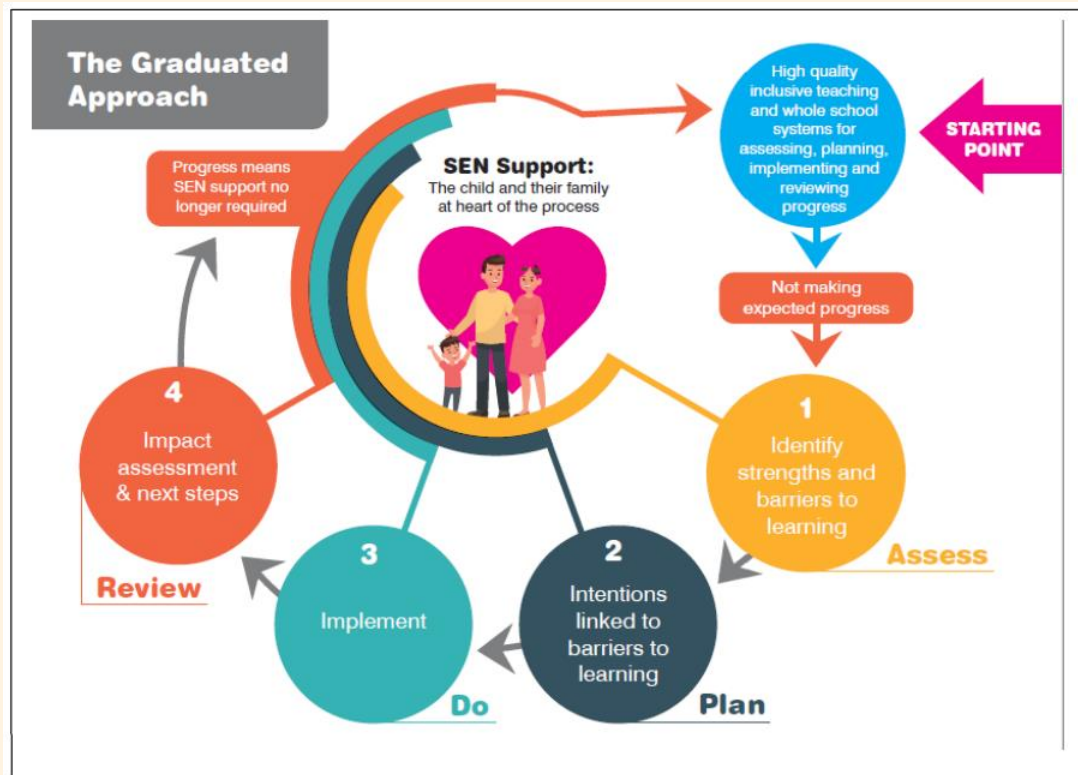 The Graduated
Approach
High quality
inclusive teaching
and whole school
systems for
assessing, planning,
implementing and
reviewing
progress
STARTING
POINT
Progress means
SEN support no
longer required
SEN Support:
The child and their family
at heart of the process
Not making
expected progress
1
Identify
strengths and
barriers to
learning
Assess
2
Intentions
linked to
barriers to
learning
Plan
3
Implement
Do
4
Impact
assessment
& next steps
Review